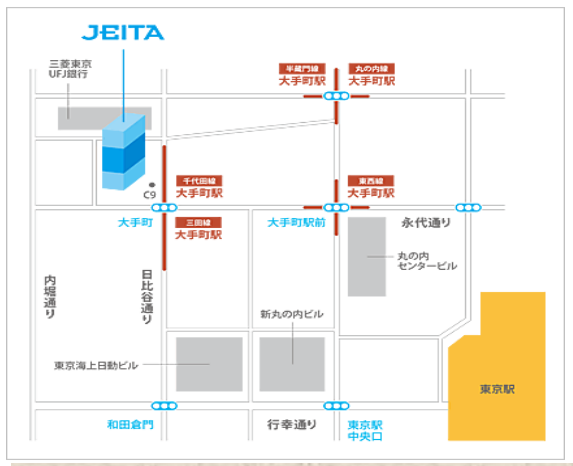 JEITA
三菱東京
UFJ銀行
半蔵門線
大手町駅
丸の内線
大手町駅
C9
千代田線
大手町駅
東西線
大手町駅
大手町
三田線
大手町駅
大手町駅前
永代通り
丸の内
センタービル
内堀通り
日比谷通り
新丸の内ビル
東京海上日動ビル
東京駅
和田倉門
行幸通り
東京駅
中央口